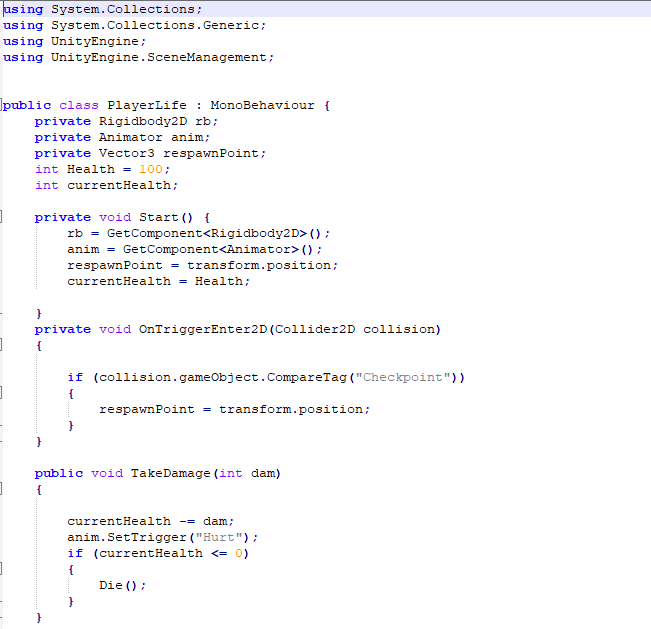 using System.Collections;
using System.Collections.Generic;
using UnityEngine;
using UnityEngine.SceneManagement;
public class PlayerLife : MonoBehaviour {
private Rigidbody2D rb;
private Animator anim;
private Vector3 respawnPoint;
int Health = 100;
int currentHealth;
private void Start() {
rb = GetComponent<Rigidbody2D>();
anim = GetComponent<Animator>();
respawnPoint = transform.position;
currentHealth = Health;
}
private void OnTriggerEnter2D(Collider2D collision)
{
if (collision.gameObject.CompareTag("Checkpoint"))
{
respawnPoint = transform.position;
}
}
public void TakeDamage(int dam)
{
currentHealth -= dam;
anim.SetTrigger("Hurt");
if (currentHealth <= 0)
{
Die();
}
}